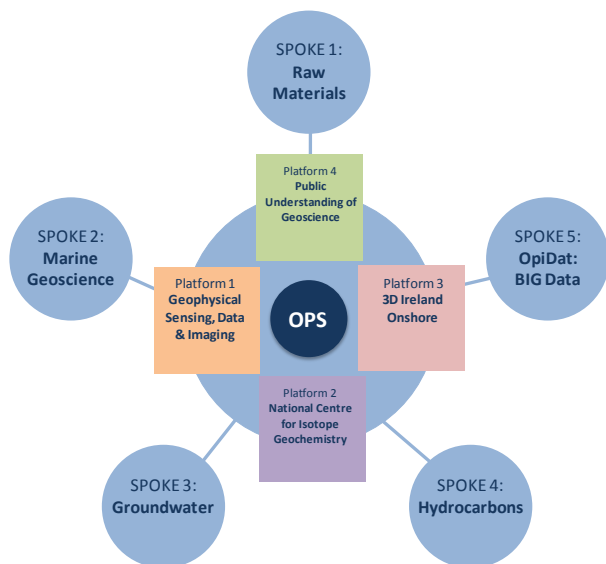 SPOKE 1:
Raw
Materials
Platform 4
Public
Understanding of
Geoscience
SPOKE 2:
Marine
Geoscience
SPOKE 5:
OpiDat:
BIG Data
Platform 1
Geophysical
Sensing, Data
& Imaging
OPS
Platform 3
3D Ireland
Onshore
Platform 2
National Centre
for Isotope
Geochemistry
SPOKE 3:
Groundwater
SPOKE 4:
Hydrocarbons